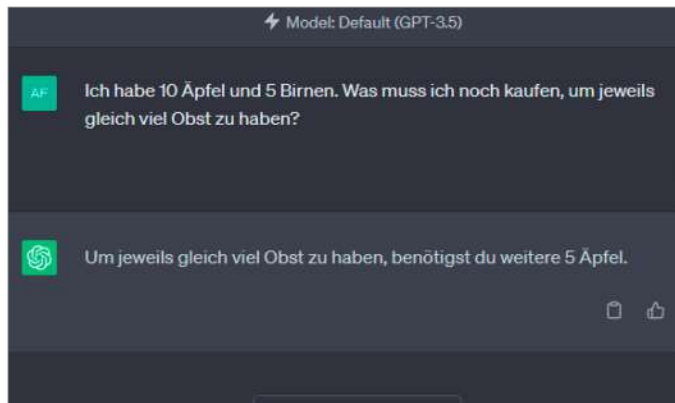 Model: Default (GPT-3.5)
AF
Ich habe 10 Äpfel und 5 Birnen. Was muss ich noch kaufen, um jeweils
gleich viel Obst zu haben?
Um jeweils gleich viel Obst zu haben, benötigst du weitere 5 Äpfel.